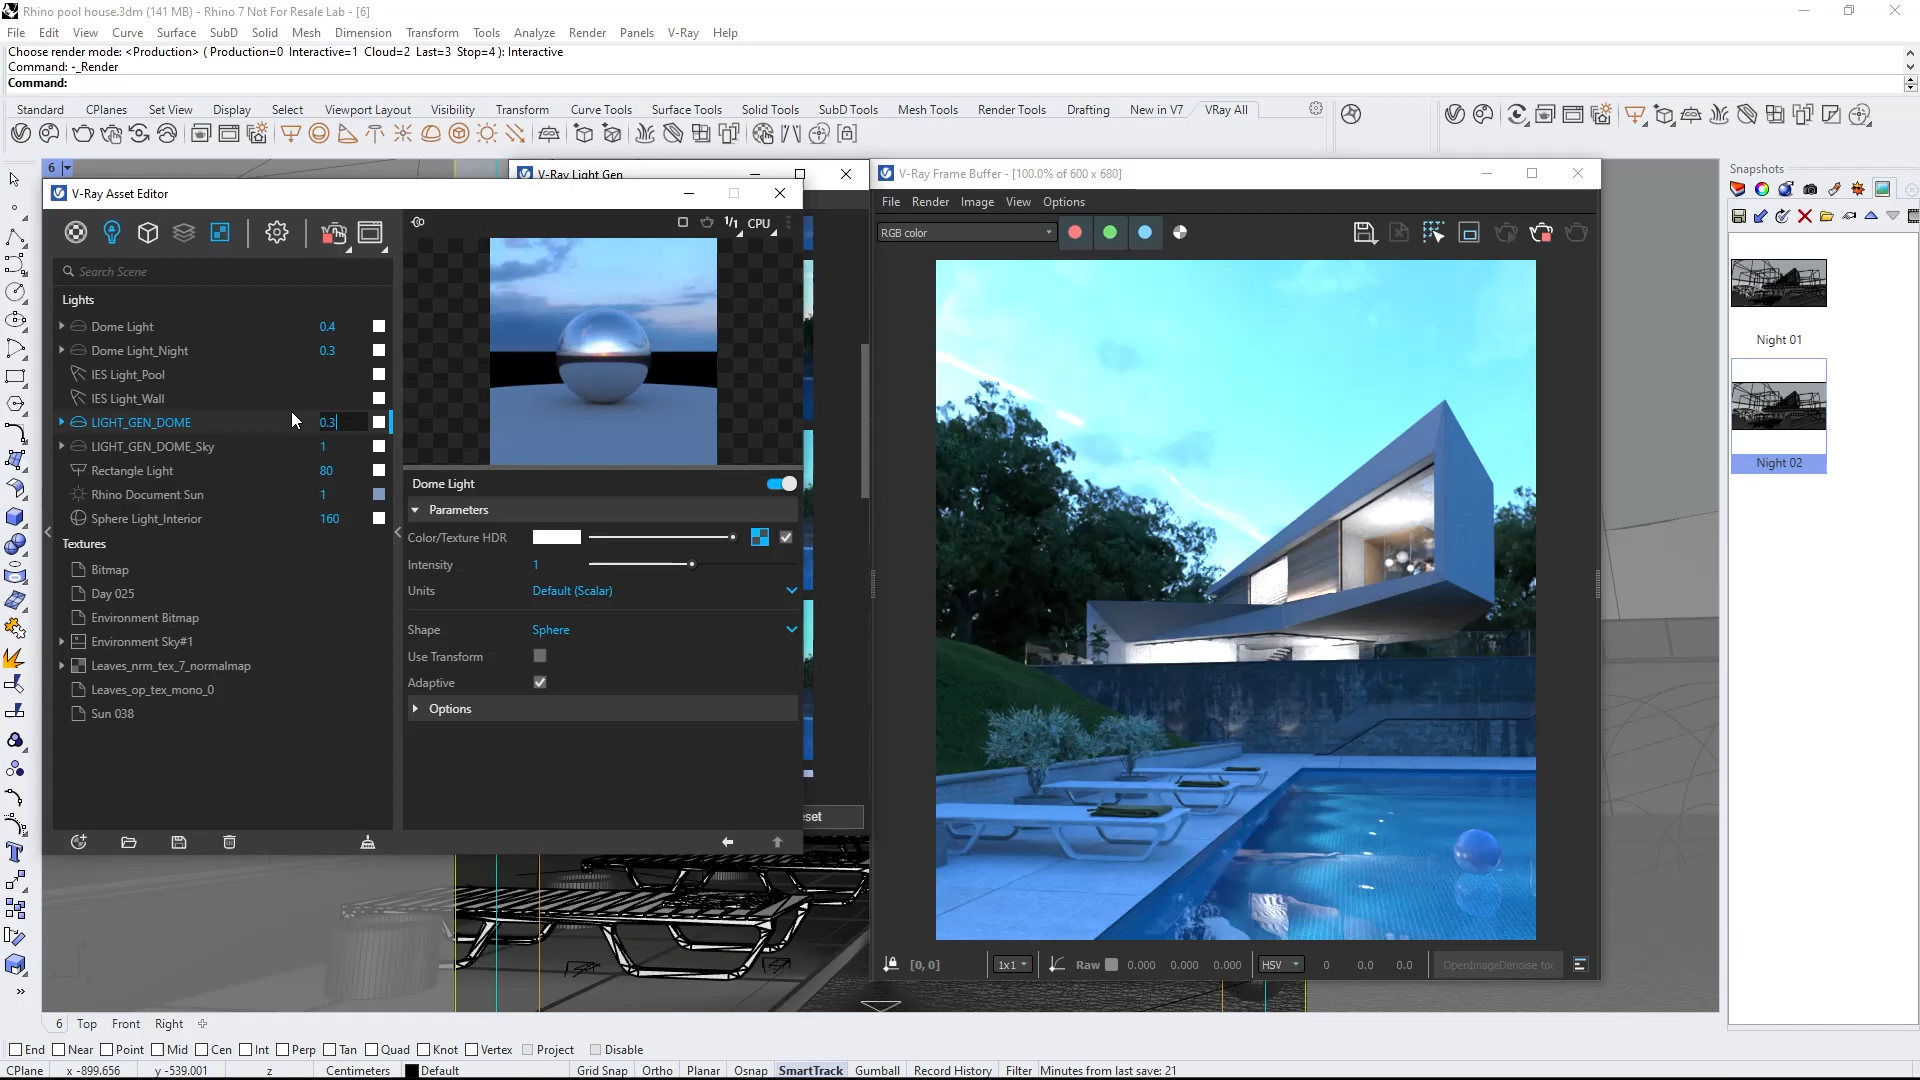 Rhino pool house.3dm (141 MB) - Rhino 7 Not For Resale Lab - [6]
File Edit View Curve Surface SubD Solid Mesh Dimension Transform Tools Analyze Render Panels V-Ray Help
Choose render mode: <Production> ( Production=0 Interactive=1 Cloud=2 Last=3 Stop=4 ): Interactive
Command: -_Render
Command:
Standard CPlanes Set View Display Select Viewport Layout Visibility Transform Curve Tools Surface Tools Solid Tools SubD Tools Mesh Tools Render Tools Drafting New in V7 VRay All
6
V-Ray Light Gen
V-Ray Asset Editor
1/1 CPU
Search Scene
Lights
Dome Light 0.4
Dome Light_Night 0.3
IES Light_Pool
IES Light_Wall
LIGHT_GEN_DOME 0.3
LIGHT_GEN_DOME_Sky 1
Rectangle Light 80
Rhino Document Sun 1
Sphere Light_Interior 160
Textures
Bitmap
Day 025
Environment Bitmap
Environment Sky#1
Leaves_nrm_tex_7_normalmap
Leaves_op_tex_mono_0
Sun 038
Dome Light
Parameters
Color/Texture HDR
Intensity 1
Units Default (Scalar)
Shape Sphere
Use Transform
Adaptive
Options
eset
V-Ray Frame Buffer - [100.0% of 600 x 680]
File Render Image View Options
RGB color
[0, 0] 1x1 Raw 0.000 0.000 0.000 HSV 0 0.0 0.0 OpenImageDenoise to
Snapshots
Night 01
Night 02
6 Top Front Right
End Near Point Mid Cen Int Perp Tan Quad Knot Vertex Project Disable
CPlane x -899.656 y -539.001 z Centimeters Default Grid Snap Ortho Planar Osnap SmartTrack Gumball Record History Filter Minutes from last save: 21